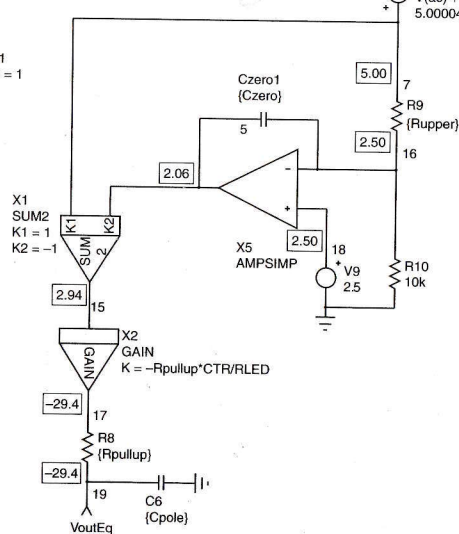 5.00004
1
= 1
5.00
7
Czero1
{Czero}
R9
{Rupper}
5
2.50
16
2.06
X1
SUM2
K1 = 1
K2 = −1
K1
K2
SUM
2
2.50
18
X5
AMPSIMP
V9
2.5
R10
10k
2.94
15
X2
GAIN
K = −Rpullup*CTR/RLED
GAIN
−29.4
17
R8
{Rpullup}
−29.4
19
C6
{Cpole}
VoutEq